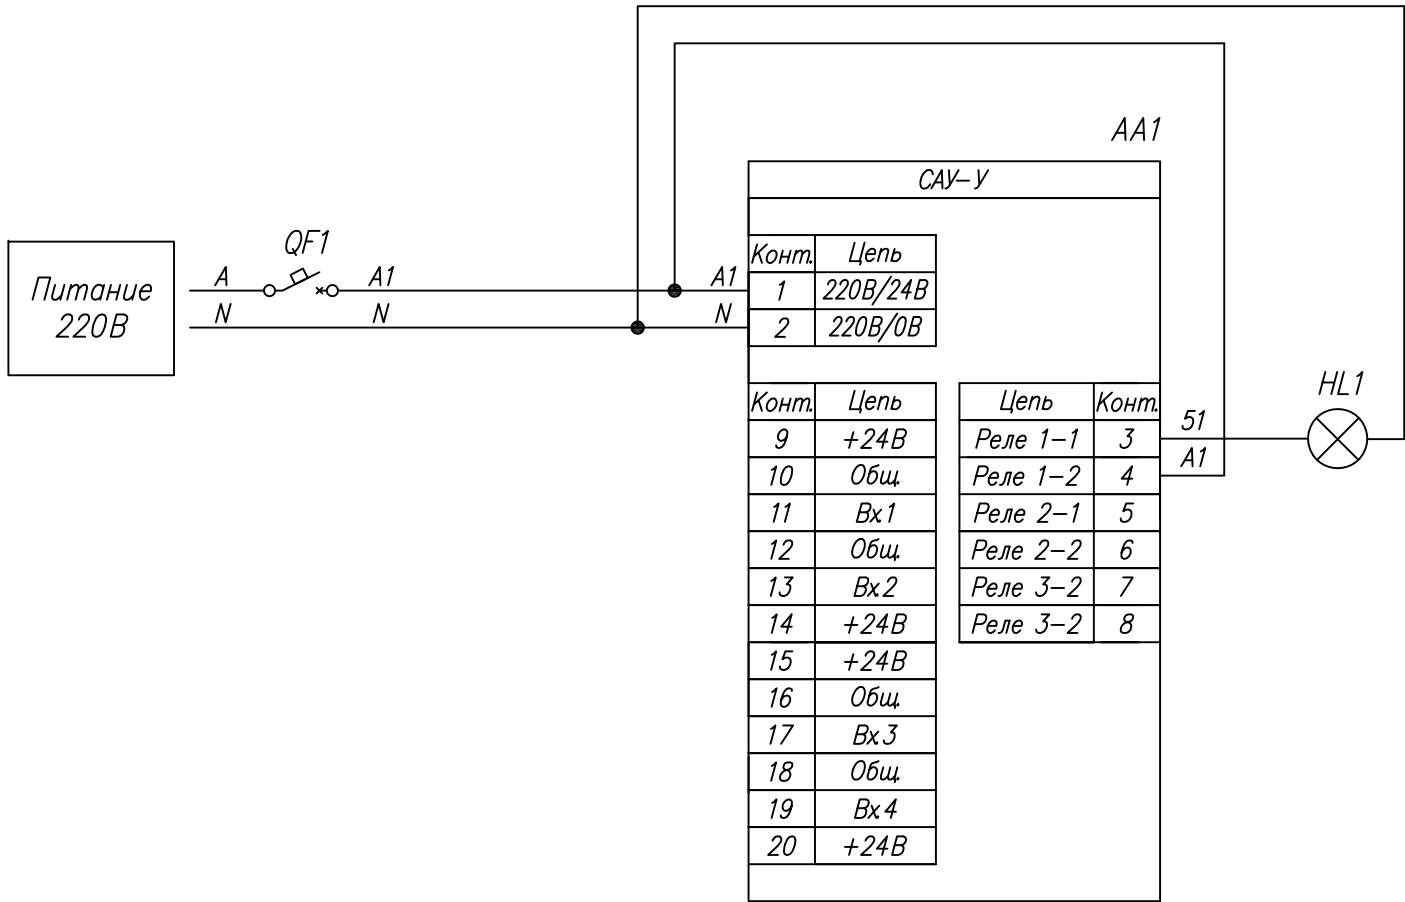 AA1
САУ-У
QF1
Питание
220В
A
A1
A1
N
N
N
Конт. Цепь
1 220В/24В
2 220В/0В
HL1
Конт. Цепь
9 +24В
10 Общ.
11 Вх.1
12 Общ.
13 Вх.2
14 +24В
15 +24В
16 Общ.
17 Вх.3
18 Общ.
19 Вх.4
20 +24В
Цепь Конт.
Реле 1-1 3
Реле 1-2 4
Реле 2-1 5
Реле 2-2 6
Реле 3-2 7
Реле 3-2 8
51
A1